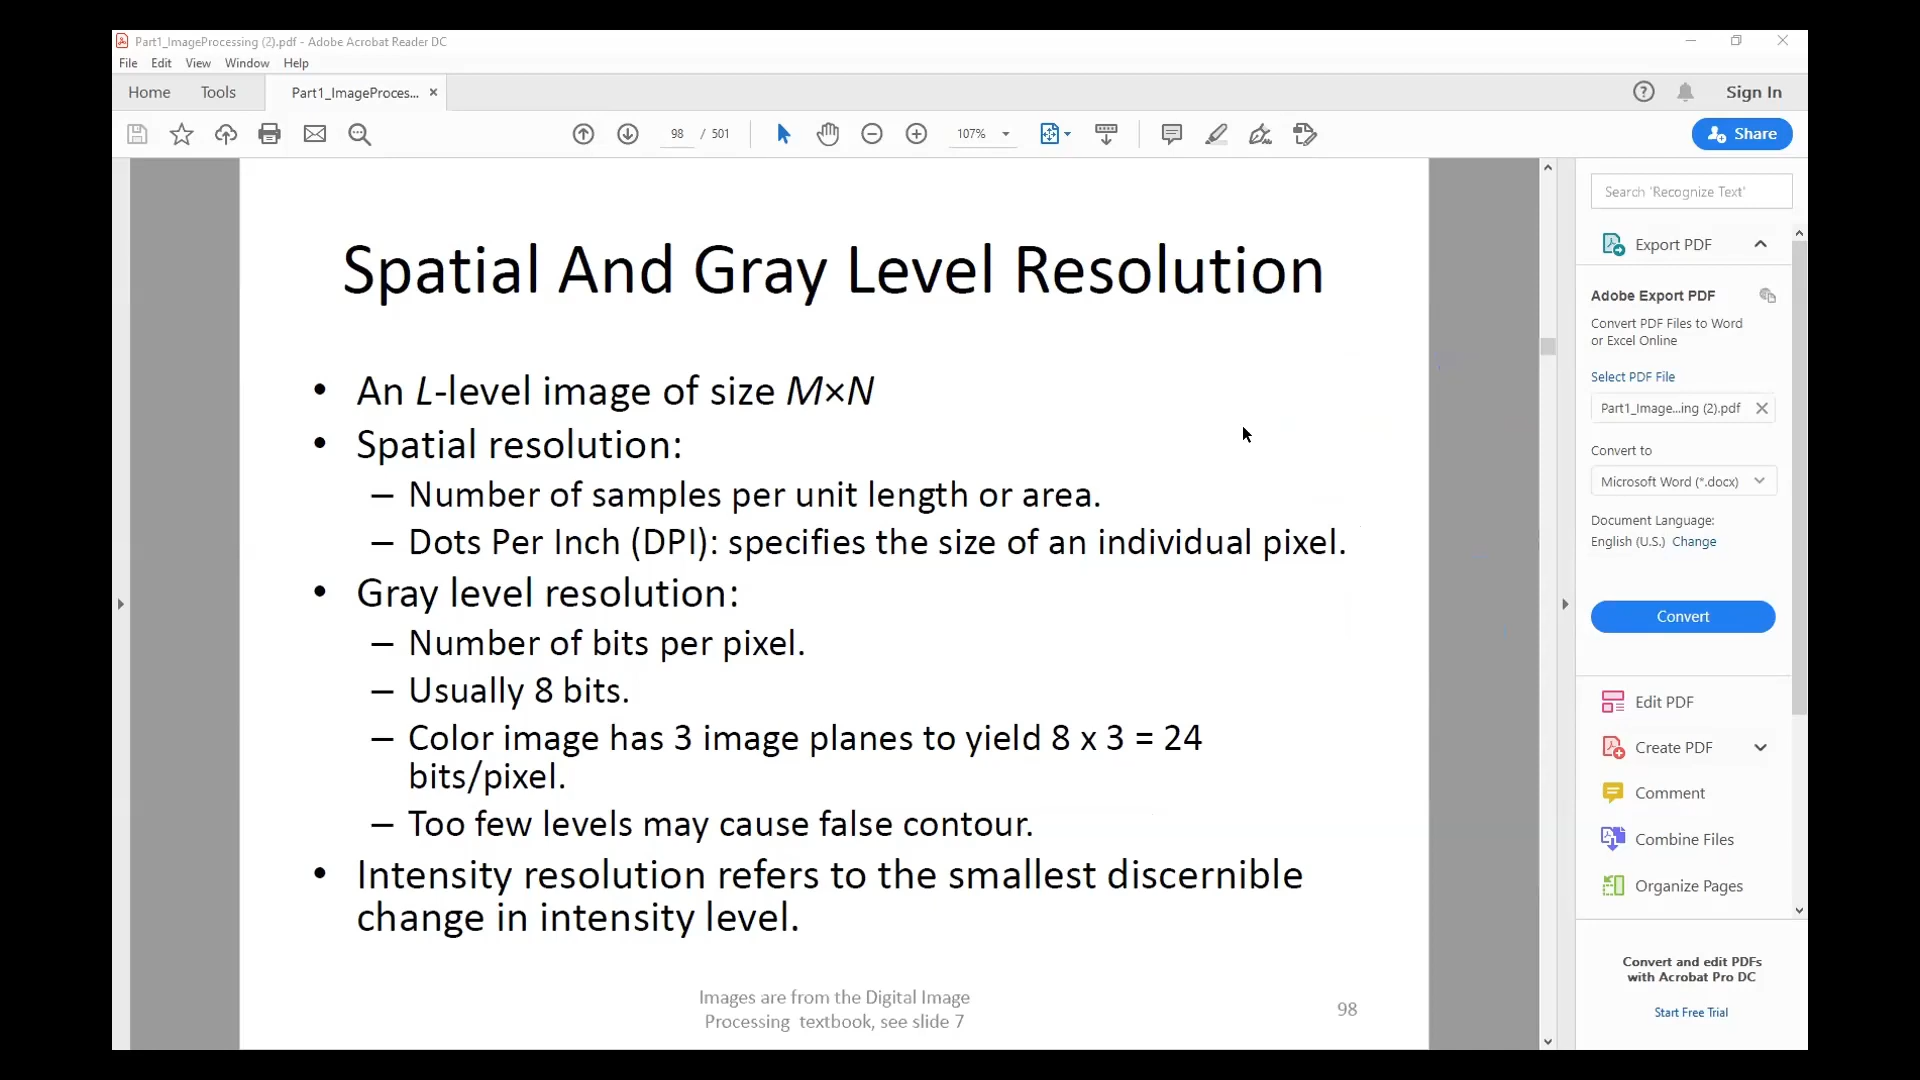 Part1_ImageProcessing (2).pdf - Adobe Acrobat Reader DC
File Edit View Window Help
Home Tools Part1_ImageProces... × Sign In
98 / 501 107% Share
Spatial And Gray Level Resolution
• An L-level image of size M×N
• Spatial resolution:
– Number of samples per unit length or area.
– Dots Per Inch (DPI): specifies the size of an individual pixel.
• Gray level resolution:
– Number of bits per pixel.
– Usually 8 bits.
– Color image has 3 image planes to yield 8 x 3 = 24
bits/pixel.
– Too few levels may cause false contour.
• Intensity resolution refers to the smallest discernible
change in intensity level.
Images are from the Digital Image
Processing textbook, see slide 7
98
Search 'Recognize Text'
Export PDF
Adobe Export PDF
Convert PDF Files to Word
or Excel Online
Select PDF File
Part1_Image...ing (2).pdf
Convert to
Microsoft Word (*.docx)
Document Language:
English (U.S.) Change
Convert
Edit PDF
Create PDF
Comment
Combine Files
Organize Pages
Convert and edit PDFs
with Acrobat Pro DC
Start Free Trial